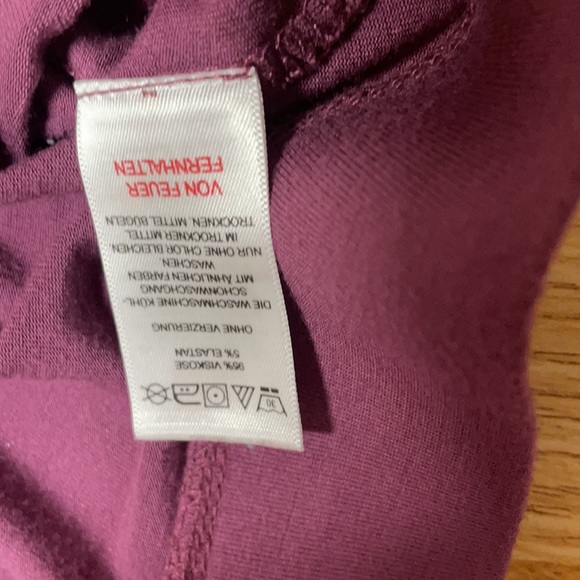 30
95% VISKOSE
5% ELASTAN
OHNE VERZIERUNG
DIE WASCHMASCHINE KÜHL,
SCHONWASCHGANG
MIT ÄHNLICHEN FARBEN
WASCHEN
NUR OHNE CHLOR BLEICHEN
IM TROCKNER MITTEL
TROCKNEN. MITTEL BÜGELN
VON FEUER
FERNHALTEN